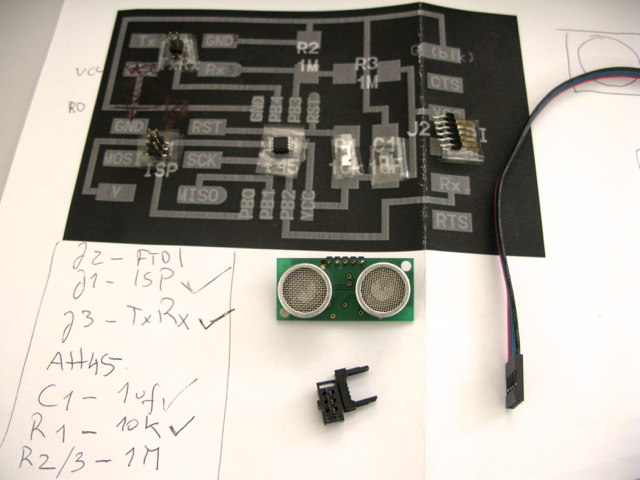 Tx
GND
R2
1M
R3
1M
(blk)
CTS
VCC
Rx
RO
GND
PB4
PB3
RST
J2
I
GND
RST
MOSI
ISP
SCK
t45
C1
10k
1uf
V
MISO
PB0
PB1
PB2
VCC
Rx
RTS
J2 - FTDI
J1 - ISP ✓
J3 - TxRx ✓
Att45
C1 - 1uf ✓
R1 - 10k ✓
R2/3 - 1M